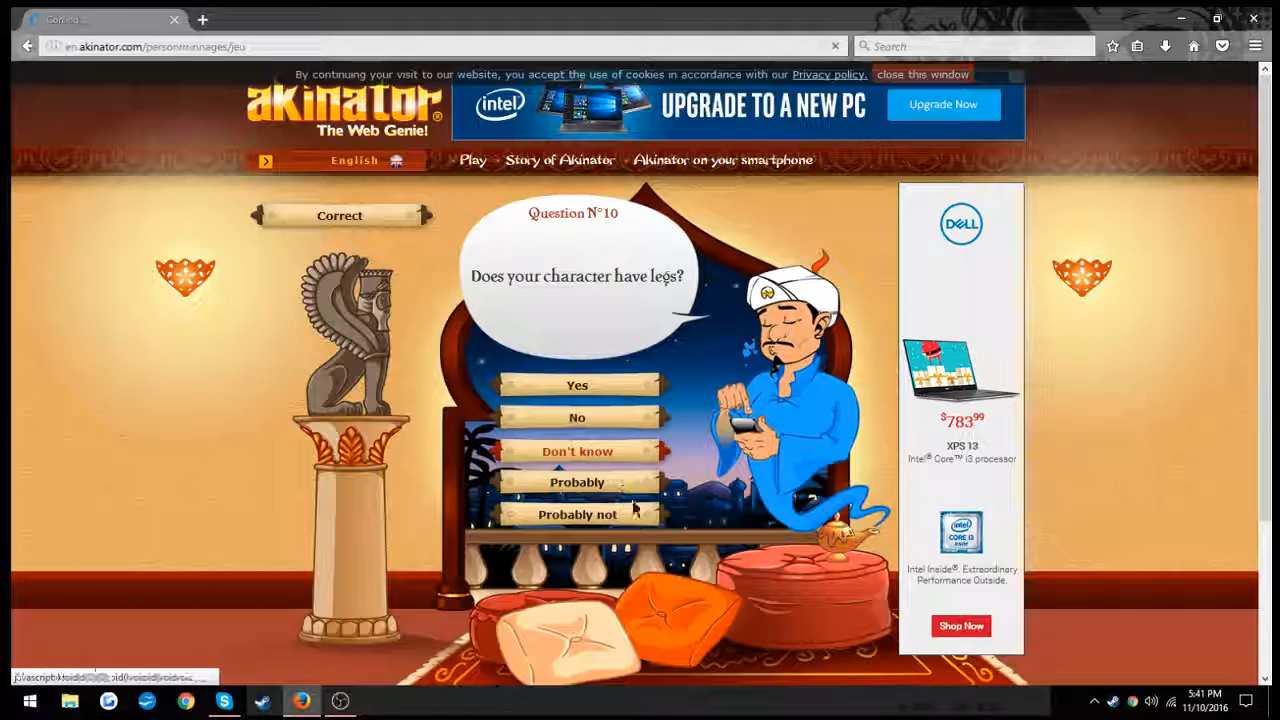 en.akinator.com/personminnages/jeu
Search
By continuing your visit to our website, you accept the use of cookies in accordance with our Privacy policy. close this window
akinator®
The Web Genie!
intel
UPGRADE TO A NEW PC
Upgrade Now
English
Play · Story of Akinator · Akinator on your smartphone
Correct
Question N°10
Does your character have legs?
Yes
No
Don't know
Probably
Probably not
DELL
$783.99
XPS 13
Intel® Core™ i3 processor
intel
CORE i3
inside
Intel Inside®. Extraordinary
Performance Outside.
Shop Now
5:41 PM
11/10/2016